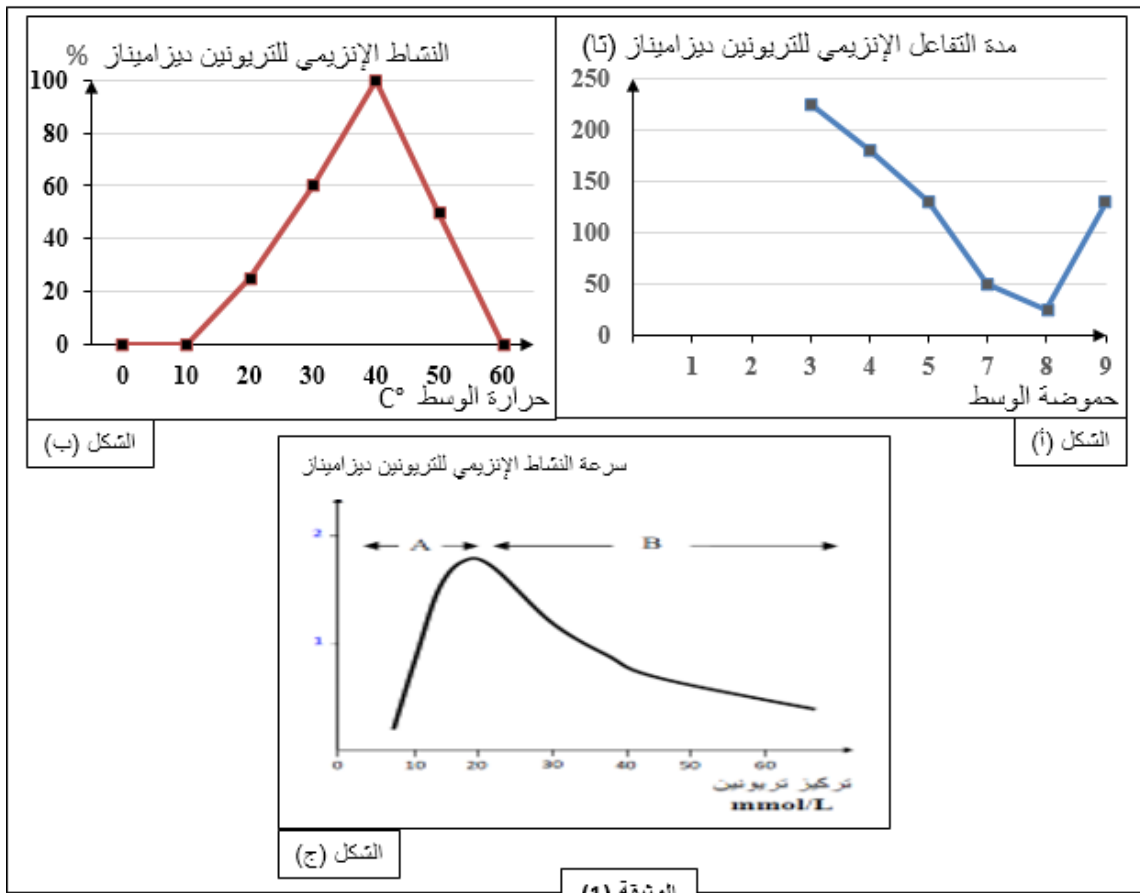 مدة التفاعل الإنزيمي للتريونين ديزاميناز (ثا)
250
200
150
100
50
0
1 2 3 4 5 7 8 9
حموضة الوسط
الشكل (أ)
النشاط الإنزيمي للتريونين ديزاميناز %
100
80
60
40
20
0
0 10 20 30 40 50 60
حرارة الوسط C°
الشكل (ب)
سرعة النشاط الإنزيمي للتريونين ديزاميناز
2
A B
1
0 10 20 30 40 50 60
تركيز تريونين
mmol/L
الشكل (ج)